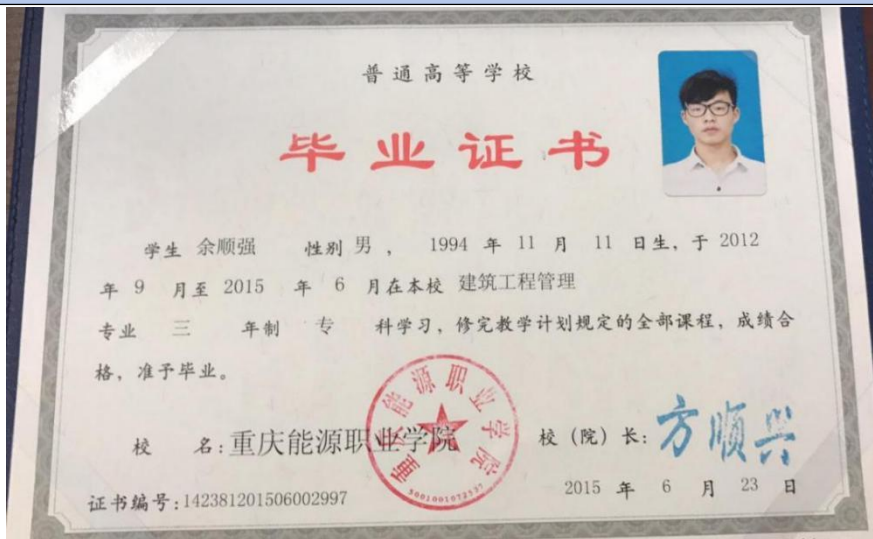 普通高等学校
毕业证书
学生 余顺强 性别 男 ， 1994 年 11 月 11 日生，于 2012
年 9 月至 2015 年 6 月在本校 建筑工程管理
专业 三 年制 专 科学习，修完教学计划规定的全部课程，成绩合
格，准予毕业。
重庆能源职业学院
5001001072537
校 名：重庆能源职业学院
校（院）长：方顺兴
证书编号：142381201506002997
2015 年 6 月 23 日